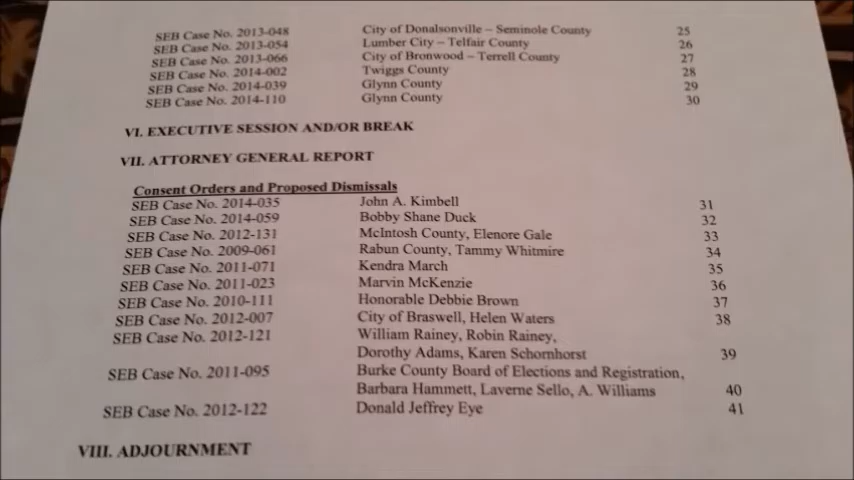 SEB Case No. 2013-048 City of Donalsonville – Seminole County 25
SEB Case No. 2013-054 Lumber City – Telfair County 26
SEB Case No. 2013-066 City of Bronwood – Terrell County 27
SEB Case No. 2014-002 Twiggs County 28
SEB Case No. 2014-039 Glynn County 29
SEB Case No. 2014-110 Glynn County 30
VI. EXECUTIVE SESSION AND/OR BREAK
VII. ATTORNEY GENERAL REPORT
Consent Orders and Proposed Dismissals
SEB Case No. 2014-035 John A. Kimbell 31
SEB Case No. 2014-059 Bobby Shane Duck 32
SEB Case No. 2012-131 McIntosh County, Elenore Gale 33
SEB Case No. 2009-061 Rabun County, Tammy Whitmire 34
SEB Case No. 2011-071 Kendra March 35
SEB Case No. 2011-023 Marvin McKenzie 36
SEB Case No. 2010-111 Honorable Debbie Brown 37
SEB Case No. 2012-007 City of Braswell, Helen Waters 38
SEB Case No. 2012-121 William Rainey, Robin Rainey,
Dorothy Adams, Karen Schornhorst 39
SEB Case No. 2011-095 Burke County Board of Elections and Registration,
Barbara Hammett, Laverne Sello, A. Williams 40
SEB Case No. 2012-122 Donald Jeffrey Eye 41
VIII. ADJOURNMENT